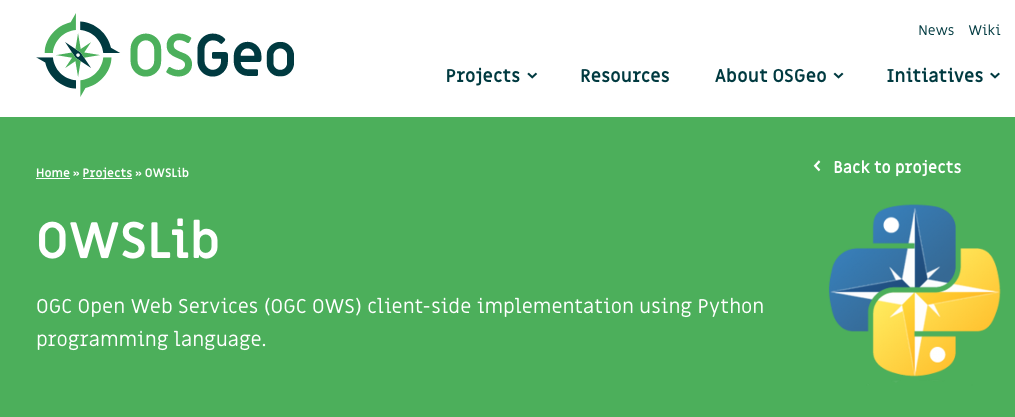 OSGeo
News Wiki
Projects Resources About OSGeo Initiatives
Home » Projects » OWSLib
Back to projects
OWSLib
OGC Open Web Services (OGC OWS) client-side implementation using Python
programming language.